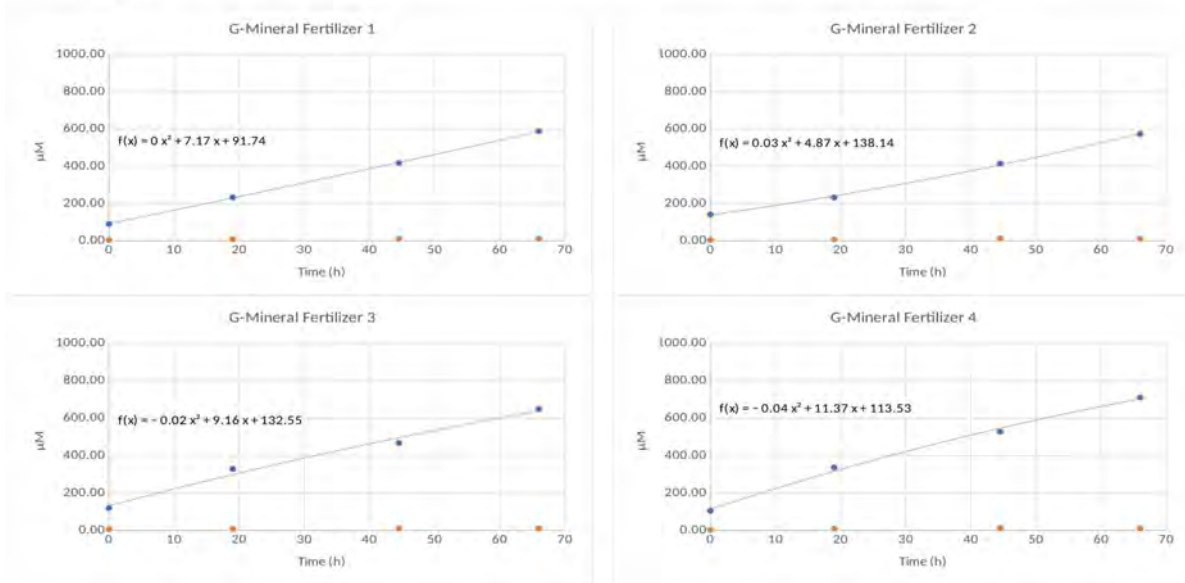 G-Mineral Fertilizer 1
1000.00
800.00
600.00
400.00
200.00
0.00
μM
f(x) = 0 x² + 7.17 x + 91.74
0 10 20 30 40 50 60 70
Time (h)
G-Mineral Fertilizer 2
1000.00
800.00
600.00
400.00
200.00
0.00
μM
f(x) = 0.03 x² + 4.87 x + 138.14
0 10 20 30 40 50 60 70
Time (h)
G-Mineral Fertilizer 3
1000.00
800.00
600.00
400.00
200.00
0.00
μM
f(x) = − 0.02 x² + 9.16 x + 132.55
0 10 20 30 40 50 60 70
Time (h)
G-Mineral Fertilizer 4
1000.00
800.00
600.00
400.00
200.00
0.00
μM
f(x) = − 0.04 x² + 11.37 x + 113.53
0 10 20 30 40 50 60 70
Time (h)